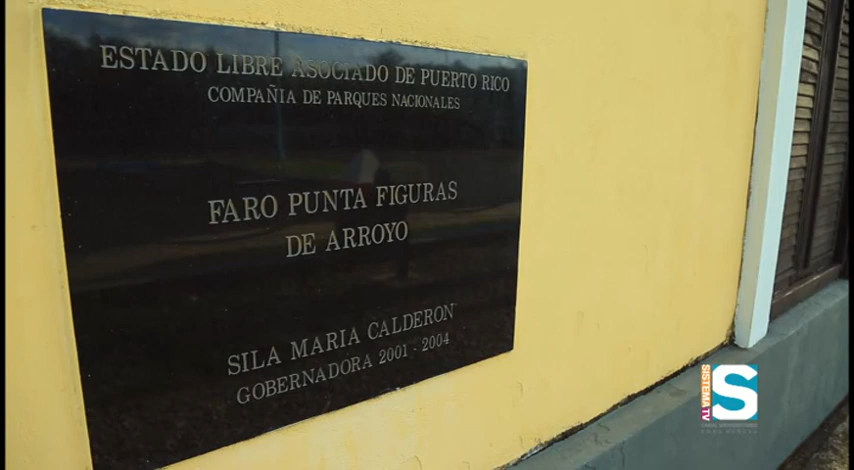 ESTADO LIBRE ASOCIADO DE PUERTO RICO
COMPAÑIA DE PARQUES NACIONALES
FARO PUNTA FIGURAS
DE ARROYO
SILA MARIA CALDERON
GOBERNADORA 2001 - 2004
SISTEMA
TV
S